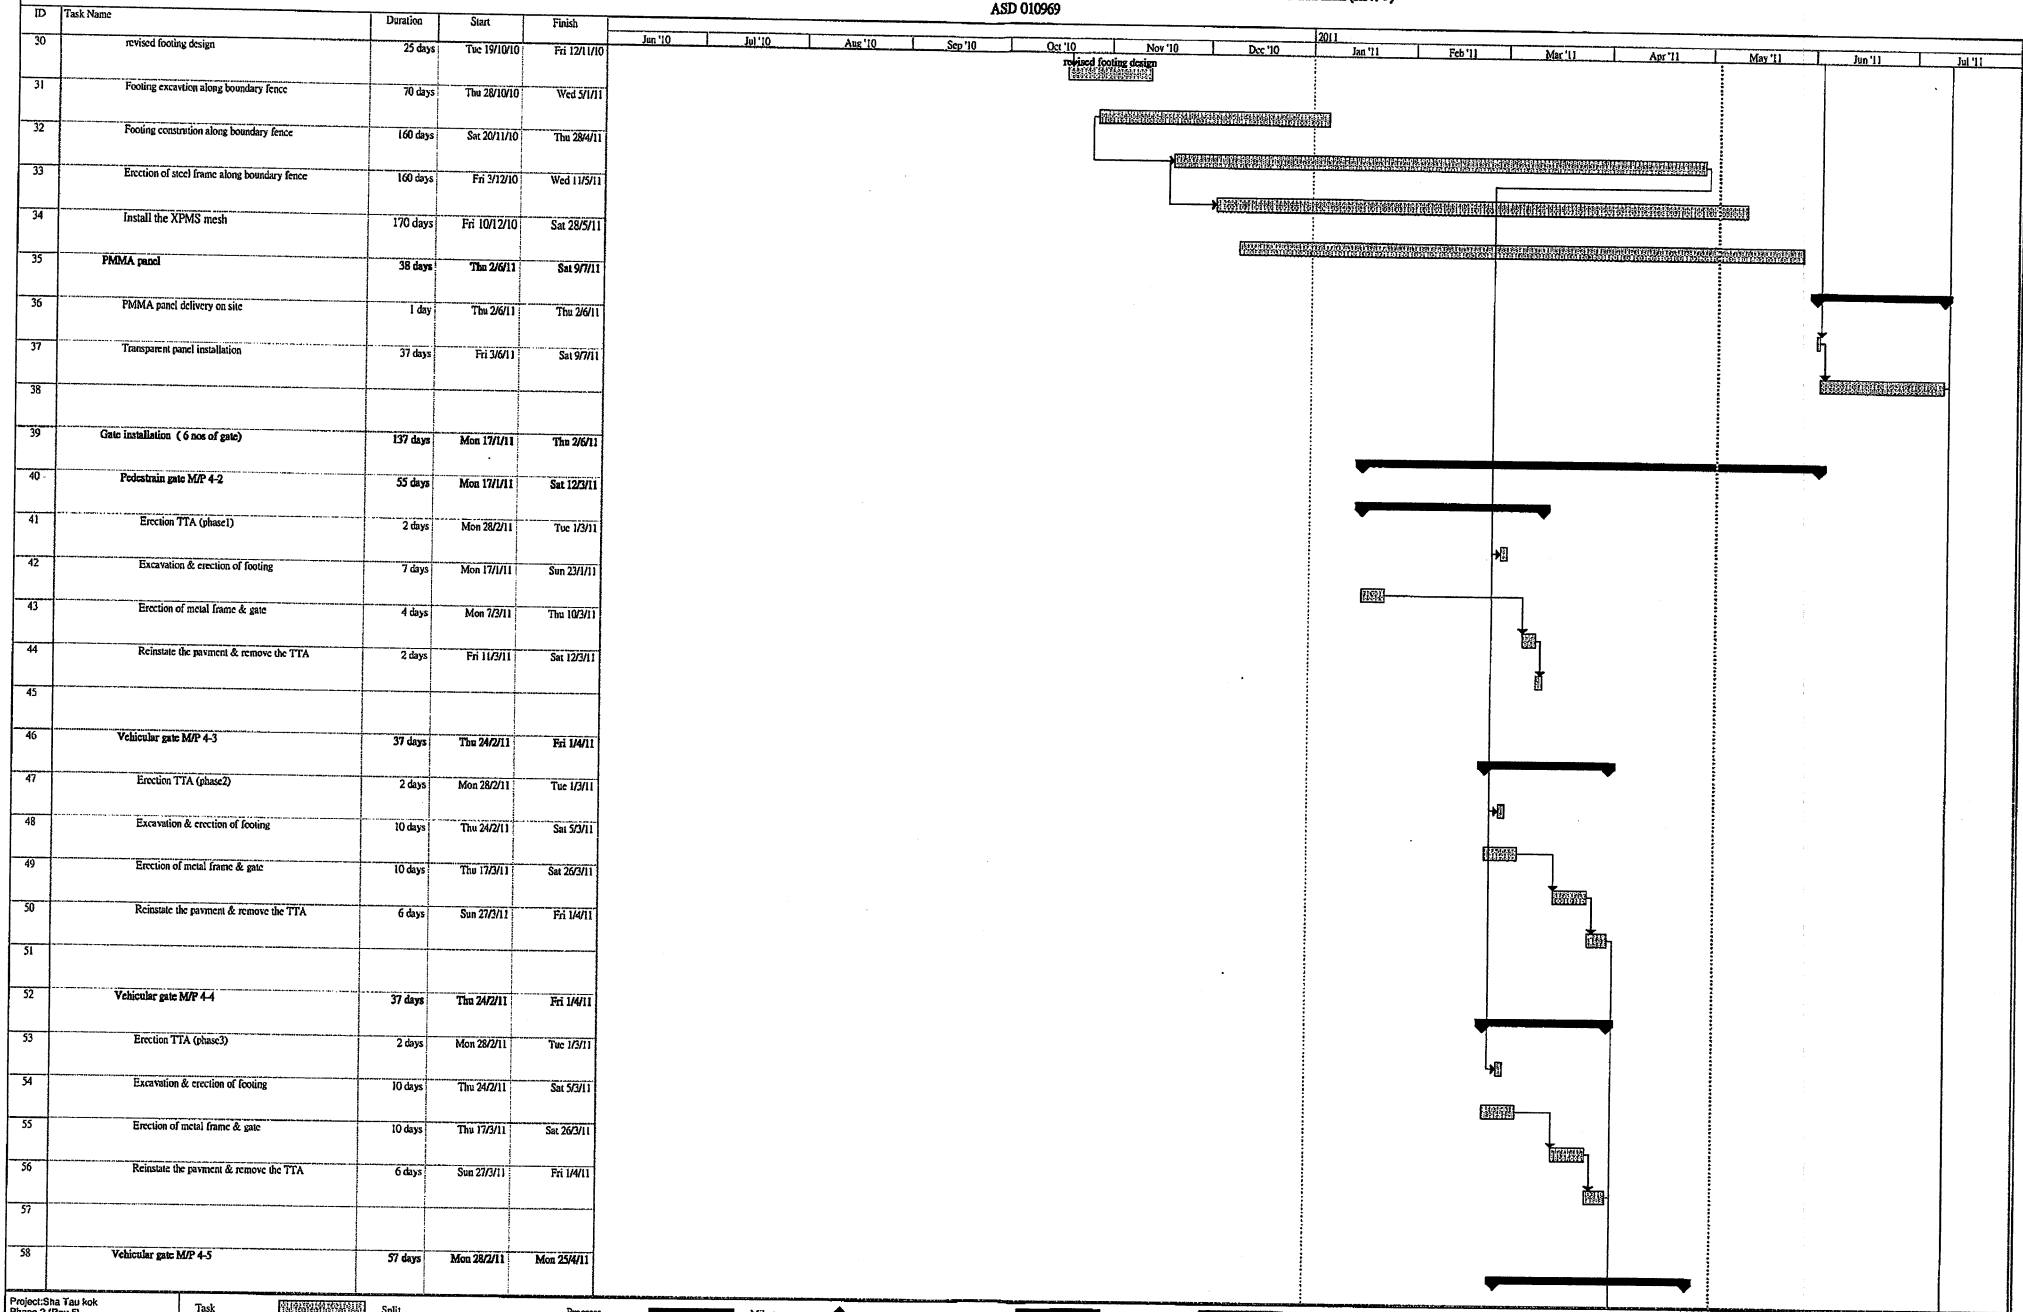 ASD 010969
ID Task Name Duration Start Finish
Jun '10 Jul '10 Aug '10 Sep '10 Oct '10 Nov '10 Dec '10 2011 Jan '11 Feb '11 Mar '11 Apr '11 May '11 Jun '11 Jul '11
30 revised footing design 25 days Tue 19/10/10 Fri 12/11/10
revised footing design
31 Footing excavtion along boundary fence 70 days Thu 28/10/10 Wed 5/1/11
32 Footing constrution along boundary fence 160 days Sat 20/11/10 Thu 28/4/11
33 Erection of steel frame along boundary fence 160 days Fri 3/12/10 Wed 11/5/11
34 Install the XPMS mesh 170 days Fri 10/12/10 Sat 28/5/11
35 PMMA panel 38 days Thu 2/6/11 Sat 9/7/11
36 PMMA panel delivery on site 1 day Thu 2/6/11 Thu 2/6/11
37 Transparent panel installation 37 days Fri 3/6/11 Sat 9/7/11
38
39 Gate installation ( 6 nos of gate) 137 days Mon 17/1/11 Thu 2/6/11
40 Pedestrain gate M/P 4-2 55 days Mon 17/1/11 Sat 12/3/11
41 Erection TTA (phase1) 2 days Mon 28/2/11 Tue 1/3/11
42 Excavation & erection of footing 7 days Mon 17/1/11 Sun 23/1/11
43 Erection of metal frame & gate 4 days Mon 7/3/11 Thu 10/3/11
44 Reinstate the pavment & remove the TTA 2 days Fri 11/3/11 Sat 12/3/11
45
46 Vehicular gate M/P 4-3 37 days Thu 24/2/11 Fri 1/4/11
47 Erection TTA (phase2) 2 days Mon 28/2/11 Tue 1/3/11
48 Excavation & erection of footing 10 days Thu 24/2/11 Sat 5/3/11
49 Erection of metal frame & gate 10 days Thu 17/3/11 Sat 26/3/11
50 Reinstate the pavment & remove the TTA 6 days Sun 27/3/11 Fri 1/4/11
51
52 Vehicular gate M/P 4-4 37 days Thu 24/2/11 Fri 1/4/11
53 Erection TTA (phase3) 2 days Mon 28/2/11 Tue 1/3/11
54 Excavation & erection of footing 10 days Thu 24/2/11 Sat 5/3/11
55 Erection of metal frame & gate 10 days Thu 17/3/11 Sat 26/3/11
56 Reinstate the pavment & remove the TTA 6 days Sun 27/3/11 Fri 1/4/11
57
58 Vehicular gate M/P 4-5 57 days Mon 28/2/11 Mon 25/4/11
Project:Sha Tau kok
Task Split